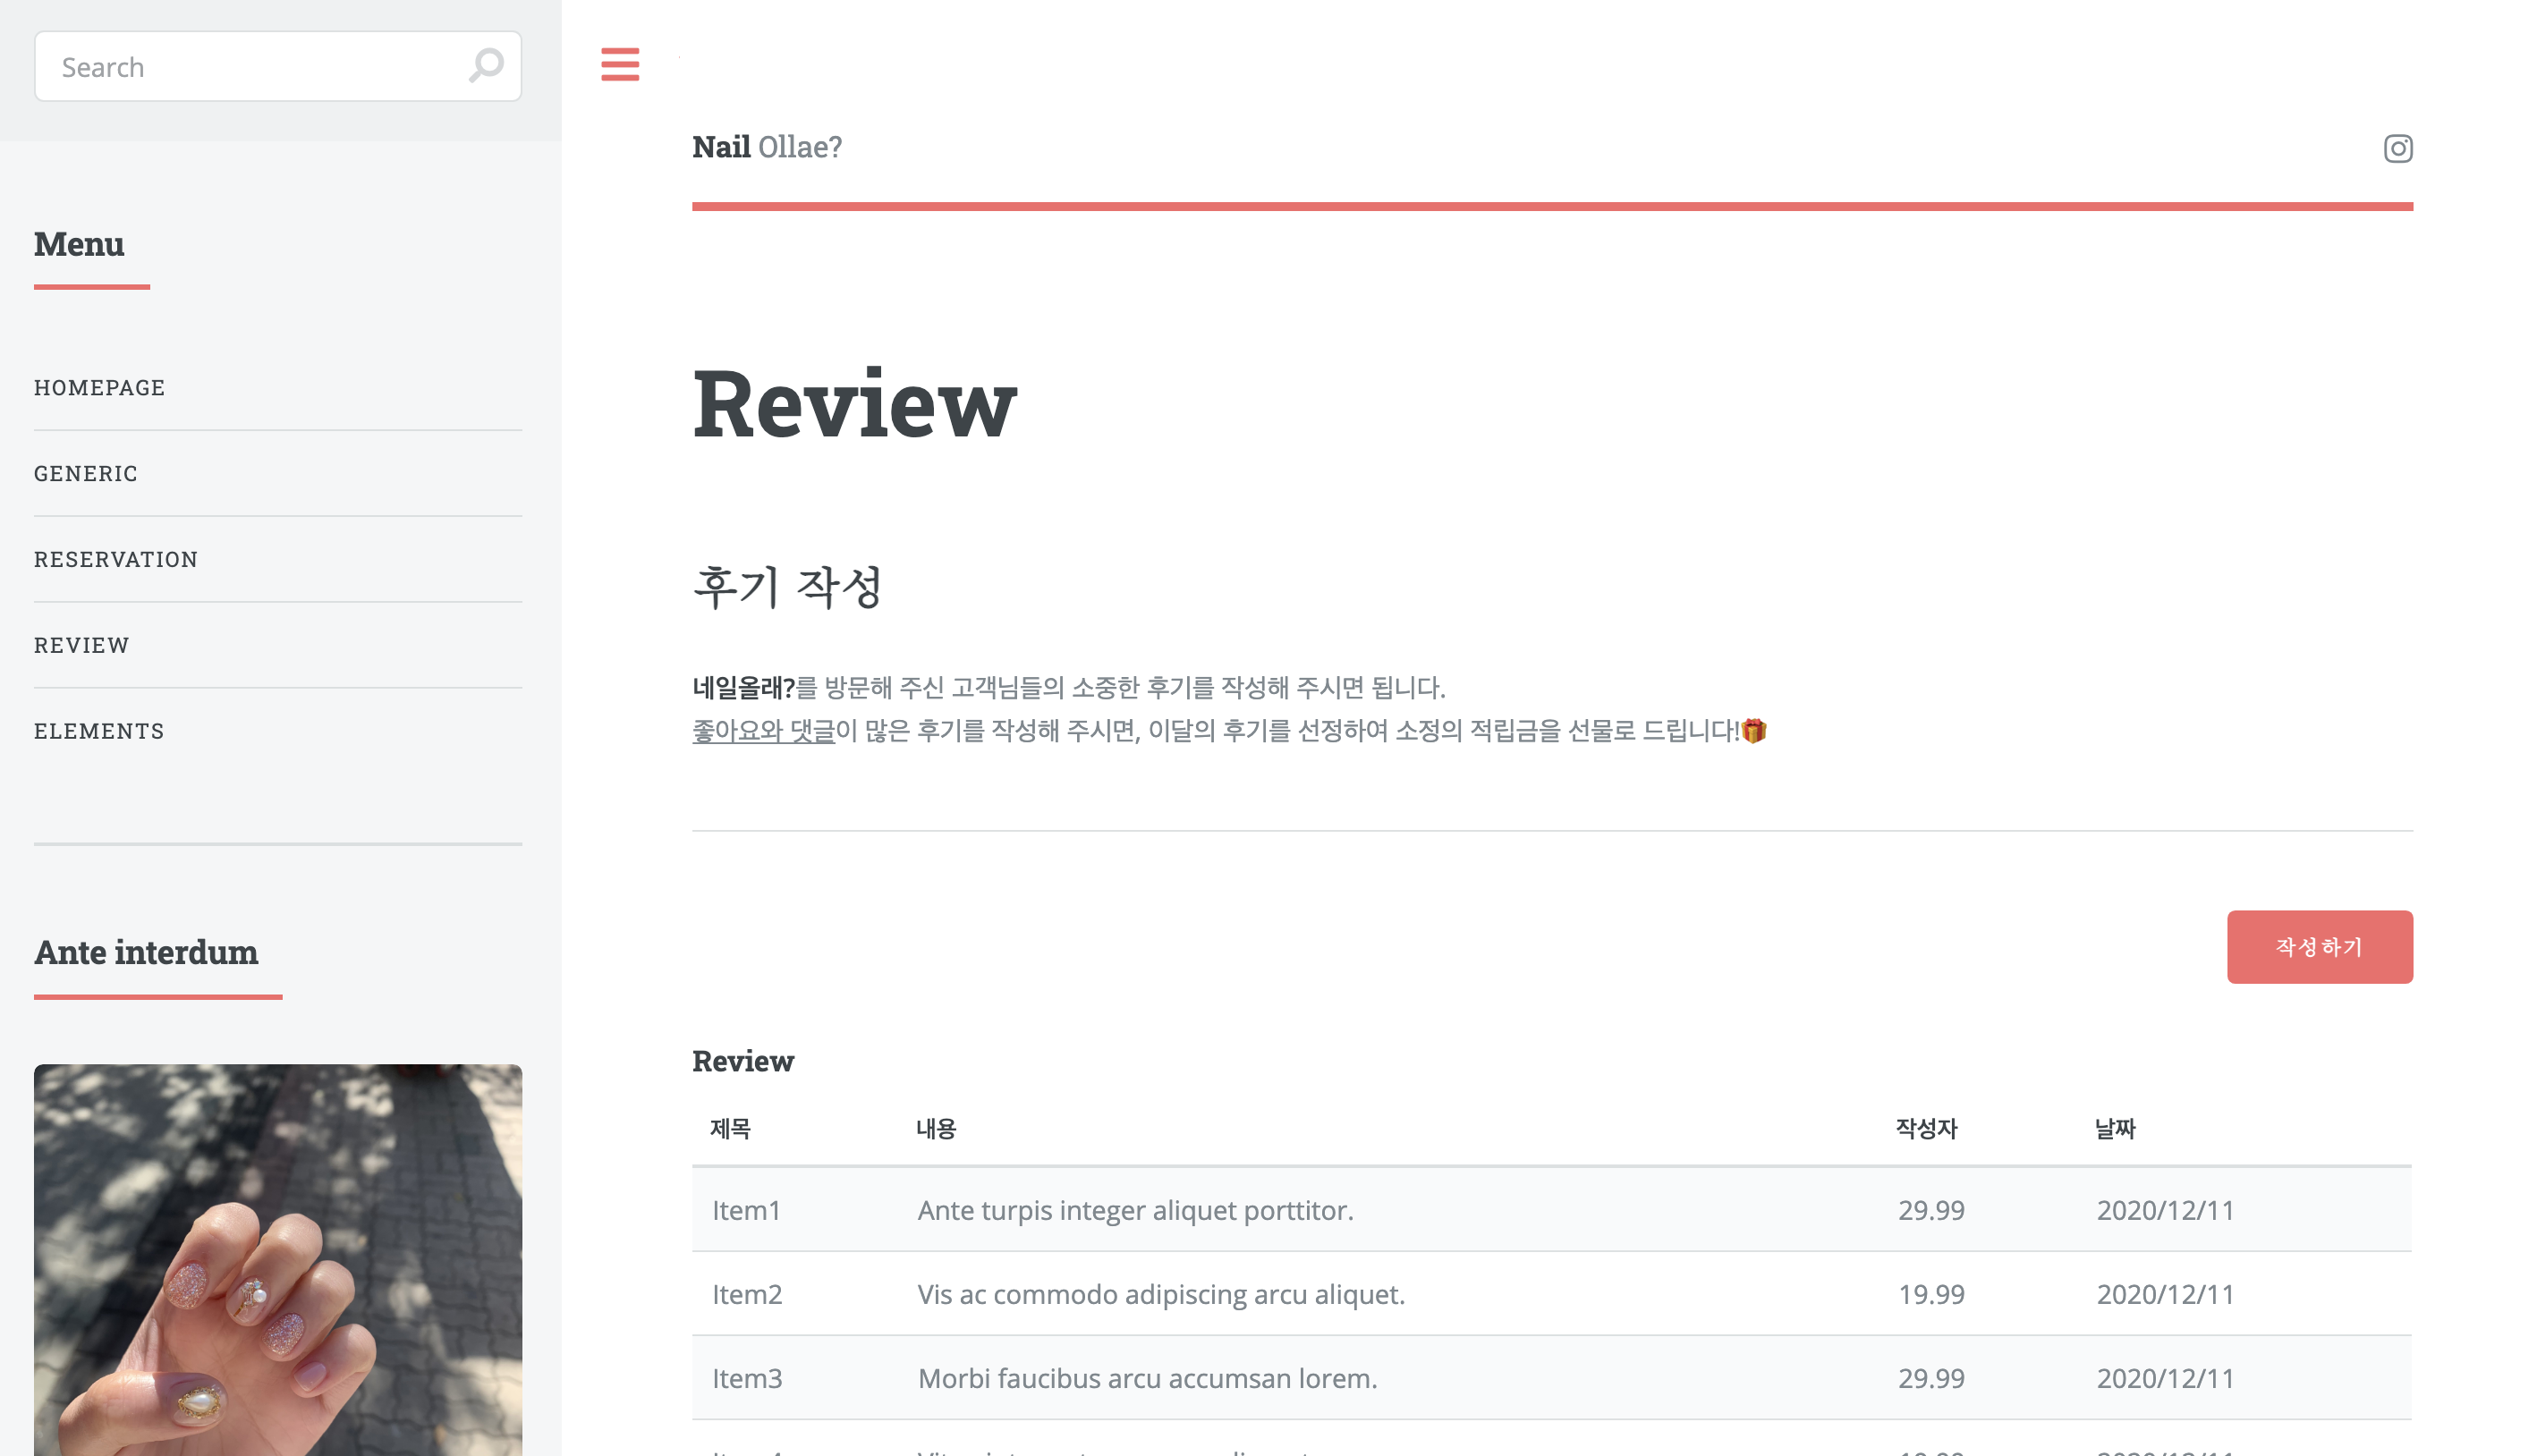 Search
Menu
HOMEPAGE
GENERIC
RESERVATION
REVIEW
ELEMENTS
Ante interdum
Nail Ollae?
Review
후기 작성
네일올래?를 방문해 주신 고객님들의 소중한 후기를 작성해 주시면 됩니다.
좋아요와 댓글이 많은 후기를 작성해 주시면, 이달의 후기를 선정하여 소정의 적립금을 선물로 드립니다!🎁
작성하기
Review
제목 내용 작성자 날짜
Item1 Ante turpis integer aliquet porttitor. 29.99 2020/12/11
Item2 Vis ac commodo adipiscing arcu aliquet. 19.99 2020/12/11
Item3 Morbi faucibus arcu accumsan lorem. 29.99 2020/12/11